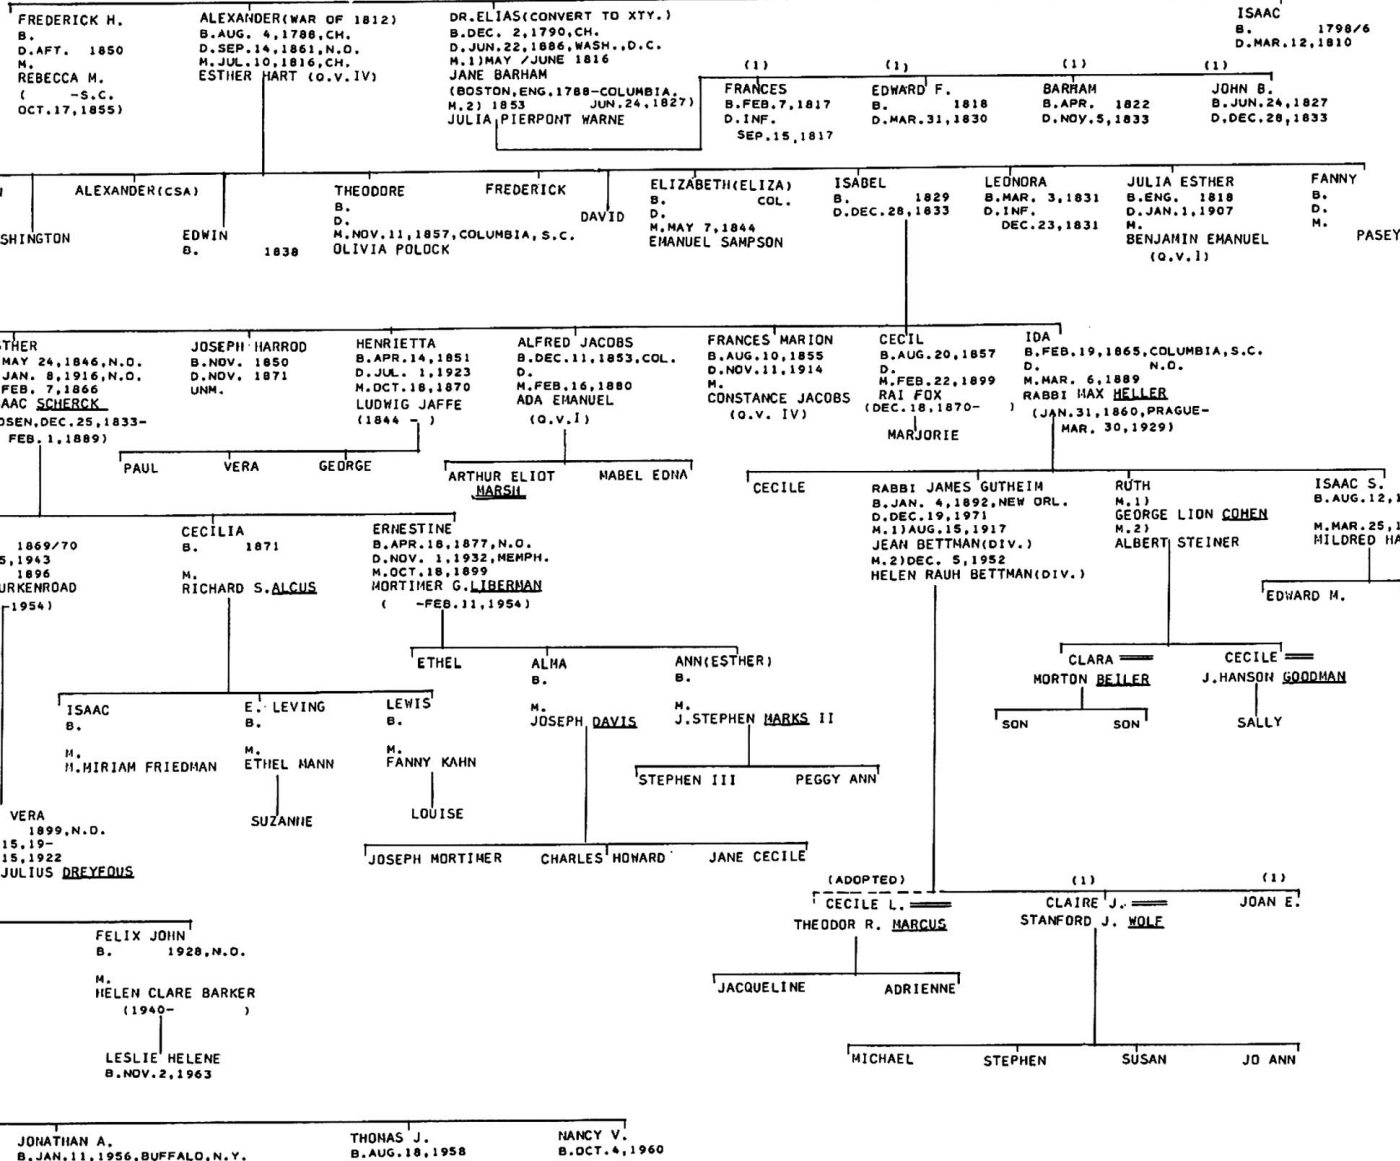 FREDERICK H.
B.
D.AFT. 1850
M.
REBECCA M.
( -S.C.
OCT.17,1855)
ALEXANDER(WAR OF 1812)
B.AUG. 4,1788,CH.
D.SEP.14,1861,N.O.
M.JUL.10,1816,CH.
ESTHER HART (Q.V.IV)
DR.ELIAS(CONVERT TO XTY.)
B.DEC. 2,1790,CH.
D.JUN.22,1886,WASH.,D.C.
M.1)MAY /JUNE 1816
JANE BARHAM
(BOSTON,ENG.1788-COLUMBIA,
M.2) 1853 JUN.24,1827)
JULIA PIERPONT WARNE
ISAAC
B. 1798/6
D.MAR.12,1810
(1)
FRANCES
B.FEB.7,1817
D.INF.
SEP.15,1817
(1)
EDWARD F.
B. 1818
D.MAR.31,1830
(1)
BARHAM
B.APR. 1822
D.NOV.5,1833
(1)
JOHN B.
B.JUN.24,1827
D.DEC.28,1833
SHINGTON
ALEXANDER(CSA)
EDWIN
B. 1838
THEODORE
B.
D.
M.NOV.11,1857,COLUMBIA,S.C.
OLIVIA POLOCK
FREDERICK
DAVID
ELIZABETH(ELIZA)
B. COL.
D.
M.MAY 7,1844
EMANUEL SAMPSON
ISABEL
B. 1829
D.DEC.28,1833
LEONORA
B.MAR. 3,1831
D.INF.
DEC.23,1831
JULIA ESTHER
B.ENG. 1818
D.JAN.1,1907
M.
BENJAMIN EMANUEL
(Q.V.I)
FANNY
B.
D.
M.
PASEY
THER
MAY 24,1846,N.O.
JAN. 8,1916,N.O.
FEB. 7,1866
AAC SCHERCK
OSEN,DEC.25,1833-
FEB.1,1889)
JOSEPH HARROD
B.NOV. 1850
D.NOV. 1871
UNM.
HENRIETTA
B.APR.14,1851
D.JUL. 1,1923
M.OCT.18,1870
LUDWIG JAFFE
(1844 - )
ALFRED JACOBS
B.DEC.11,1853,COL.
D.
M.FEB.16,1880
ADA EMANUEL
(Q.V.I)
FRANCES MARION
B.AUG.10,1855
D.NOV.11,1914
M.
CONSTANCE JACOBS
(Q.V. IV)
CECIL
B.AUG.20,1857
D.
M.FEB.22,1899
RAI FOX
(DEC.18,1870- )
MARJORIE
IDA
B.FEB.19,1865,COLUMBIA,S.C.
D. N.O.
M.MAR. 6,1889
RABBI MAX HELLER
(JAN.31,1860,PRAGUE-
MAR. 30,1929)
PAUL VERA GEORGE
ARTHUR ELIOT
MARSH
MABEL EDNA
CECILE
RABBI JAMES GUTHEIM
B.JAN. 4,1892,NEW ORL.
D.DEC.19,1971
M.1)AUG.15,1917
JEAN BETTMAN(DIV.)
M.2)DEC. 5,1952
HELEN RAUH BETTMAN(DIV.)
RUTH
M.1)
GEORGE LION COHEN
M.2)
ALBERT STEINER
ISAAC S.
B.AUG.12,1
M.MAR.25,1
MILDRED HA
EDWARD M.
1869/70
5,1943
1896
URKENROAD
-1954)
CECILIA
B. 1871
M.
RICHARD S.ALCUS
ERNESTINE
B.APR.18,1877,N.O.
D.NOV. 1,1932,MEMPH.
M.OCT.18,1899
MORTIMER G.LIBERMAN
( -FEB.11,1954)
ETHEL
ALMA
B.
M.
JOSEPH DAVIS
ANN(ESTHER)
B.
M.
J.STEPHEN MARKS II
CLARA
MORTON BEILER
CECILE
J.HANSON GOODMAN
SON SON
SALLY
ISAAC
B.
M.
M.MIRIAM FRIEDMAN
E. LEVING
B.
M.
ETHEL MANN
LEWIS
B.
M.
FANNY KAHN
STEPHEN III PEGGY ANN
SUZANNE
LOUISE
VERA
1899,N.O.
15,19-
15,1922
JULIUS DREYFOUS
JOSEPH MORTIMER CHARLES HOWARD JANE CECILE
(ADOPTED)
CECILE L.
THEODOR R. MARCUS
(1)
CLAIRE J.
STANFORD J. WOLF
(1)
JOAN E.
FELIX JOHN
B. 1928,N.O.
M.
HELEN CLARE BARKER
(1940- )
JACQUELINE ADRIENNE
LESLIE HELENE
B.NOV.2,1963
MICHAEL STEPHEN SUSAN JO ANN
JONATHAN A.
B.JAN.11,1956,BUFFALO,N.Y.
THOMAS J.
B.AUG.18,1958
NANCY V.
B.OCT.4,1960